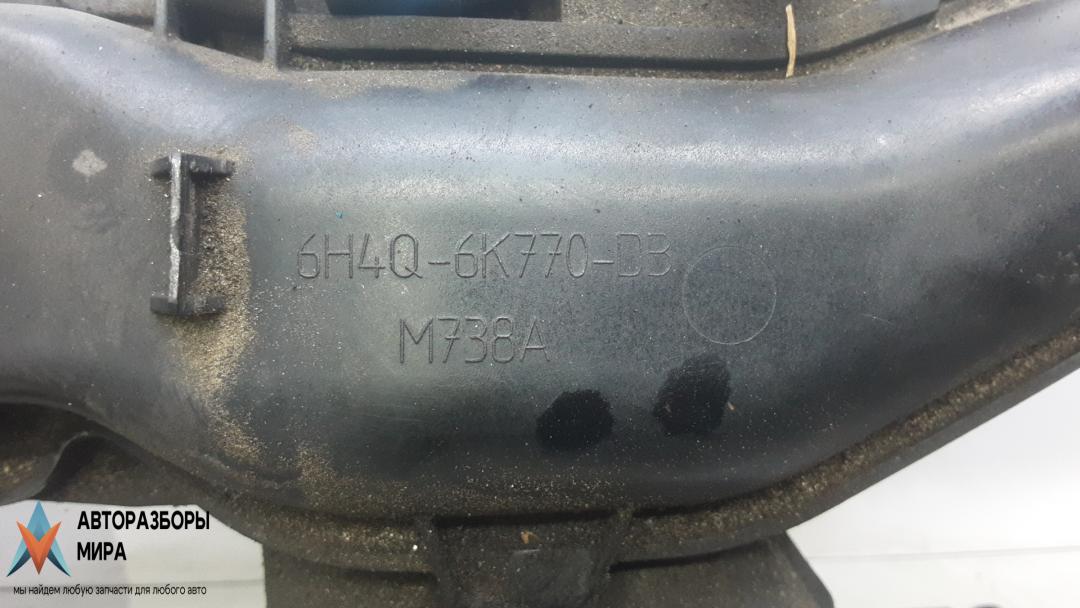 6H4Q-6K770-DB
M738A
АВТОРАЗБОРЫ
МИРА
мы найдем любую запчасти для любого авто